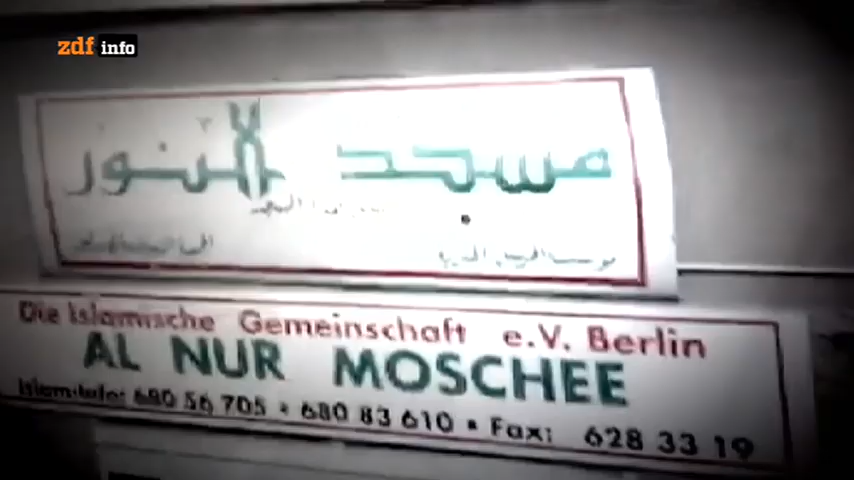 zdf info
مسجد النور
Die Islamische Gemeinschaft e.V. Berlin
AL NUR MOSCHEE
680 56 705 • 680 83 610 • Fax: 628 33 19